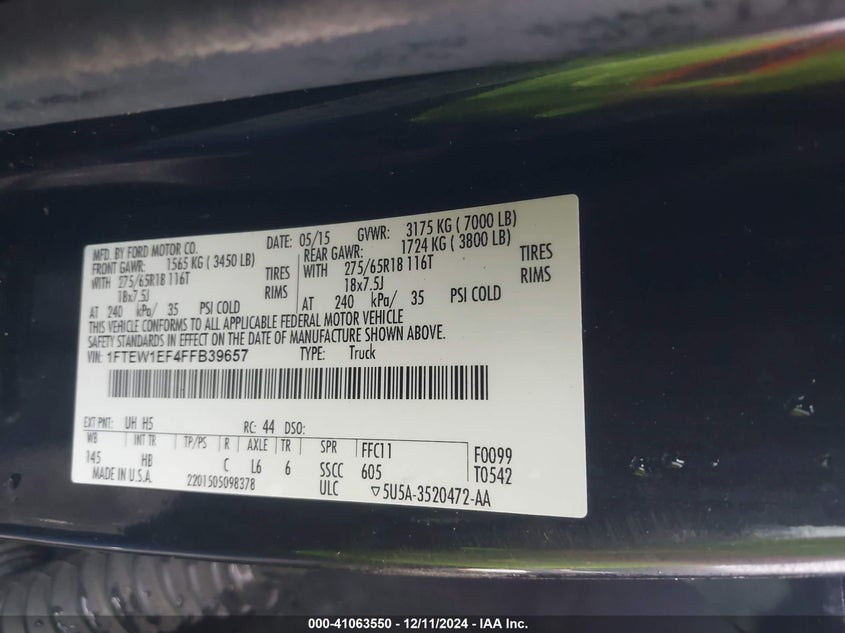 MFD. BY FORD MOTOR CO.
DATE: 05/15 GVWR: 3175 KG ( 7000 LB)
FRONT GAWR: 1565 KG ( 3450 LB) REAR GAWR: 1724 KG ( 3800 LB)
WITH 275/65R18 116T TIRES WITH 275/65R18 116T TIRES
18x7.5J RIMS 18x7.5J RIMS
AT 240 kPa/ 35 PSI COLD AT 240 kPa/ 35 PSI COLD
THIS VEHICLE CONFORMS TO ALL APPLICABLE FEDERAL MOTOR VEHICLE
SAFETY STANDARDS IN EFFECT ON THE DATE OF MANUFACTURE SHOWN ABOVE.
VIN: 1FTEW1EF4FFB39657 TYPE: Truck
EXT PNT: UH H5 RC: 44 DSO:
WB INT TR TP/PS R AXLE TR SPR FFC11 F0099
145 HB C L6 6 SSCC 605 T0542
MADE IN U.S.A. 2201505098378 ULC ▽5U5A-3520472-AA
000-41063550 - 12/11/2024 - IAA Inc.